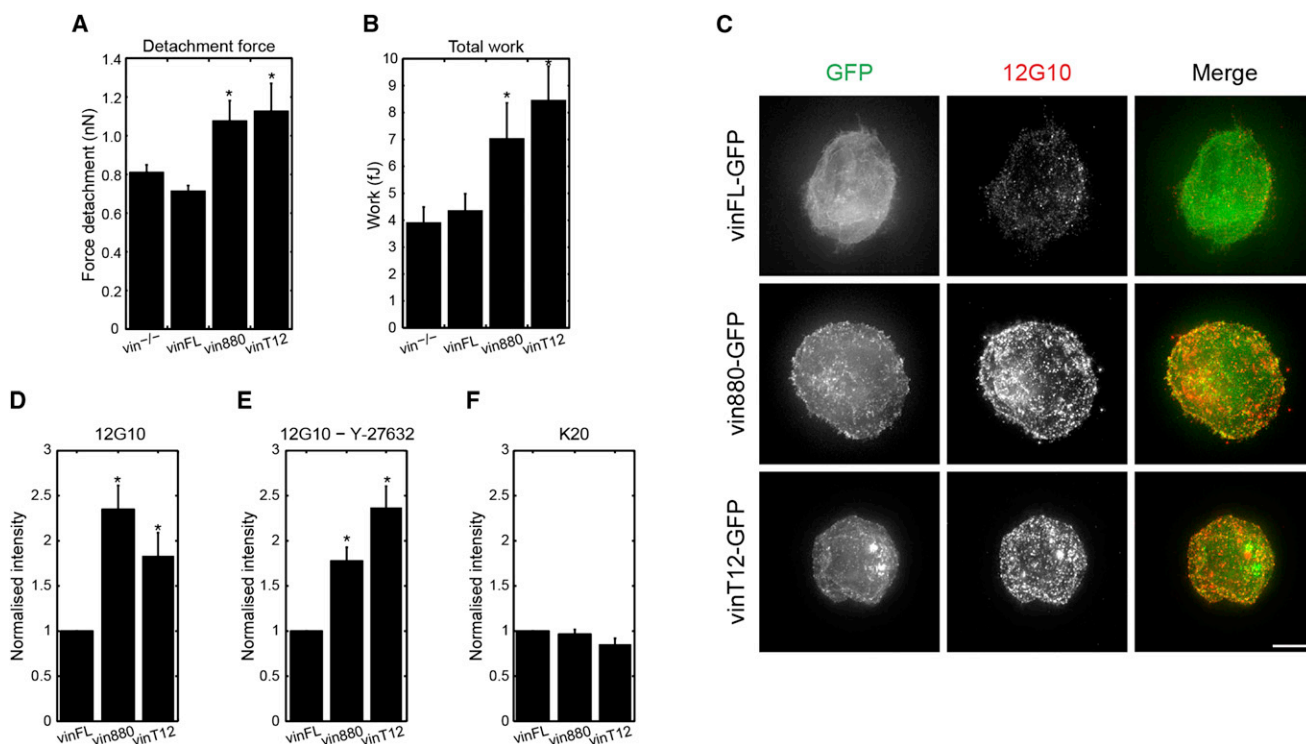 A
Detachment force
Force detachment (nN)
1.4
1.2
1.0
0.8
0.6
0.4
0.2
0
vin−/−
vinFL
vin880
vinT12
*
*
B
Total work
Work (fJ)
10
9
8
7
6
5
4
3
2
1
0
vin−/−
vinFL
vin880
vinT12
*
*
C
GFP
12G10
Merge
vinFL-GFP
vin880-GFP
vinT12-GFP
D
12G10
Normalised intensity
3
2.5
2
1.5
1
0.5
0
vinFL
vin880
vinT12
*
*
E
12G10 – Y-27632
Normalised intensity
3
2.5
2
1.5
1
0.5
0
vinFL
vin880
vinT12
*
*
F
K20
Normalised intensity
3
2.5
2
1.5
1
0.5
0
vinFL
vin880
vinT12